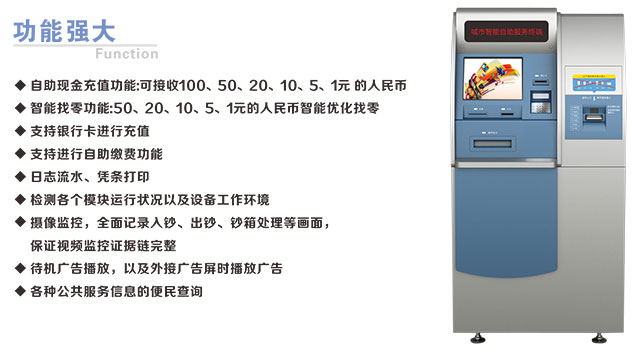 功能强大
Function
◆ 自助现金充值功能:可接收100、50、20、10、5、1元 的人民币
◆ 智能找零功能:50、20、10、5、1元的人民币智能优化找零
◆ 支持银行卡进行充值
◆ 支持进行自助缴费功能
◆ 日志流水、凭条打印
◆ 检测各个模块运行状况以及设备工作环境
◆ 摄像监控，全面记录入钞、出钞、钞箱处理等画面，
保证视频监控证据链完整
◆ 待机广告播放，以及外接广告屏时播放广告
◆ 各种公共服务信息的便民查询
城市智能自助服务终端